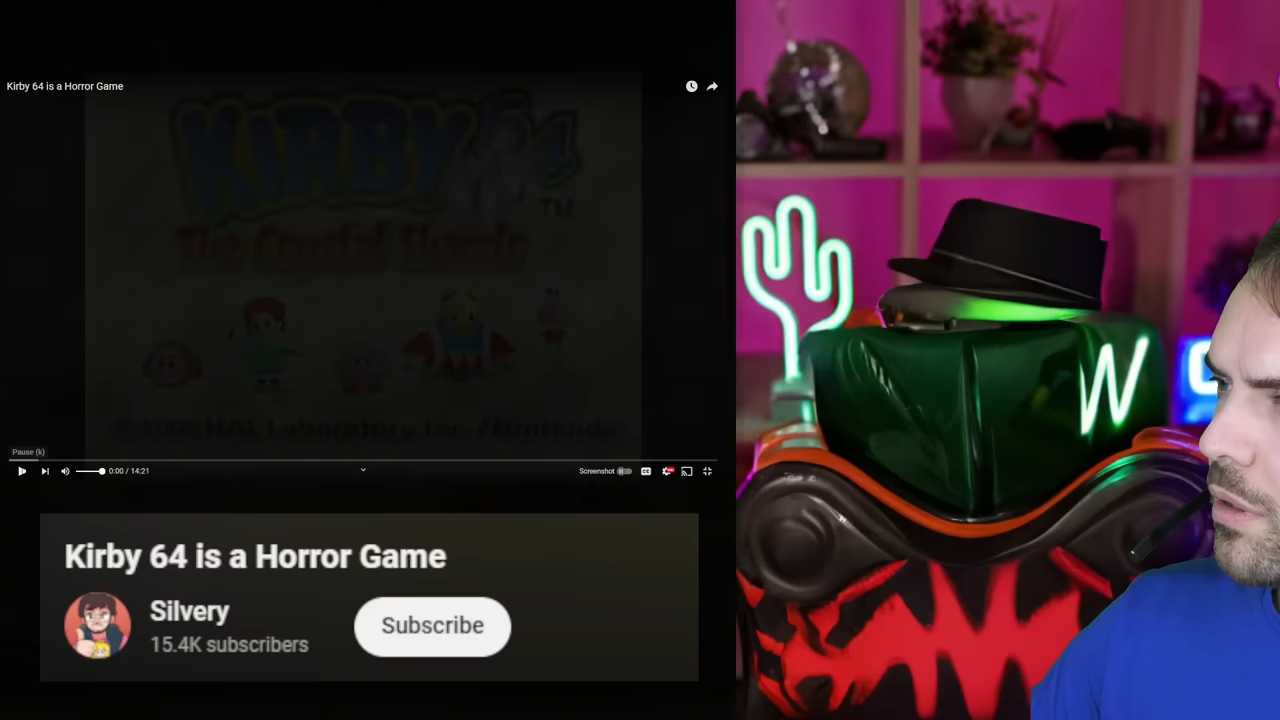 Kirby 64 is a Horror Game
KIRBY 64
TM
The Crystal Shards
©2000 HAL Laboratory, Inc. /Nintendo
Pause (k)
0:00 / 14:21
Screenshot
Kirby 64 is a Horror Game
Silvery
15.4K subscribers
Subscribe
W